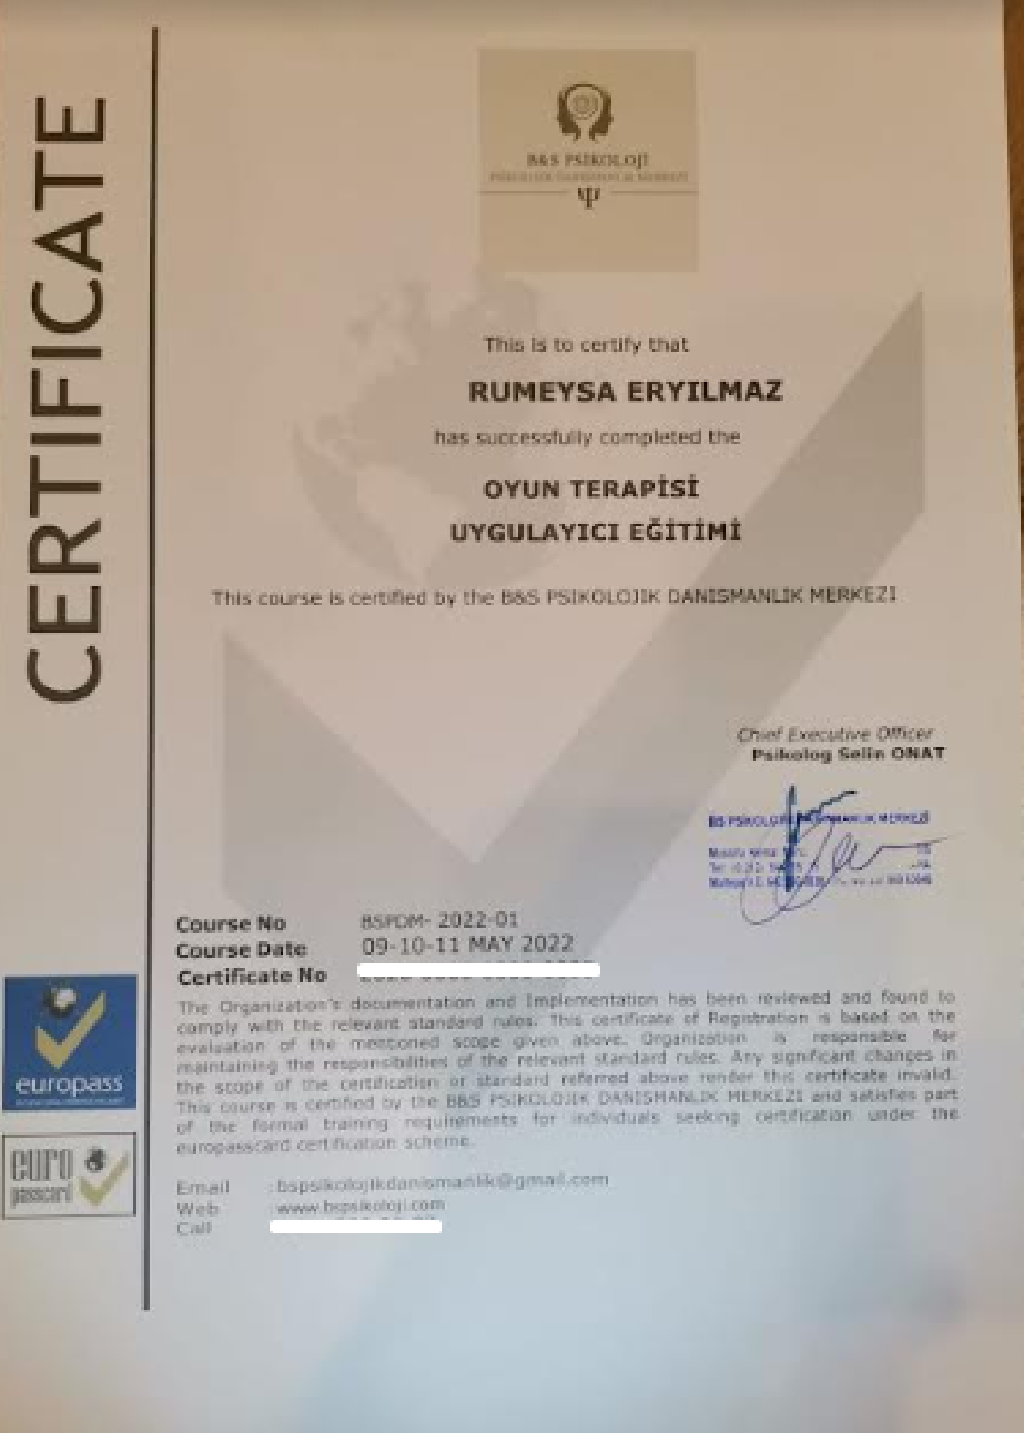 CERTIFICATE
B&S PSİKOLOJİ
This is to certify that
RUMEYSA ERYILMAZ
has successfully completed the
OYUN TERAPİSİ
UYGULAYICI EĞİTİMİ
This course is certified by the B&S PSIKOLOJIK DANISMANLIK MERKEZI
Chief Executive Officer
Psikolog Selin ONAT
Course No BSPDM- 2022-01
Course Date 09-10-11 MAY 2022
Certificate No
The Organization's documentation and Implementation has been reviewed and found to
comply with the relevant standard rules. This certificate of Registration is based on the
evaluation of the mentioned scope given above. Organization is responsible for
maintaining the responsibilities of the relevant standard rules. Any significant changes in
the scope of the certification or standard referred above render this certificate invalid.
This course is certified by the B&S PSIKOLOJIK DANISMANLIK MERKEZI and satisfies part
of the formal training requirements for individuals seeking certification under the
europasscard certification scheme.
Email : bspsikolojikdanismanlik@gmail.com
Web : www.bspsikoloji.com
Call
europass
euro
passcard